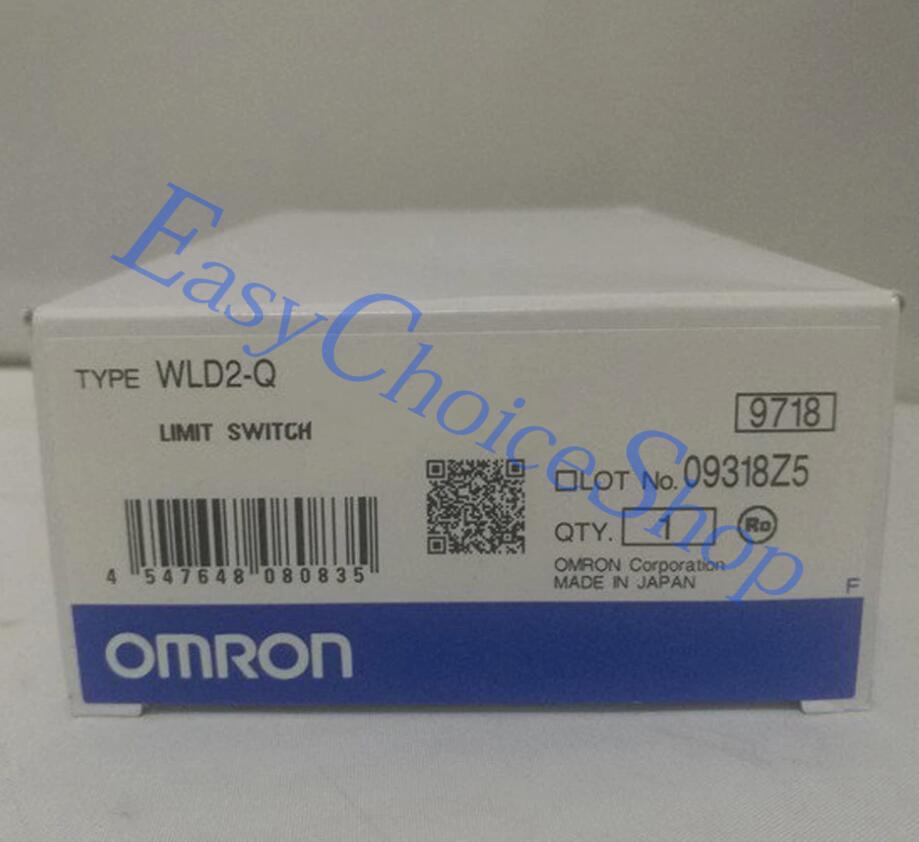 TYPE WLD2-Q
LIMIT SWITCH
9718
LOT No. 09318Z5
QTY. 1
Ro
OMRON Corporation
MADE IN JAPAN
F
4 547648 080835
OMRON
EasyChoiceShop